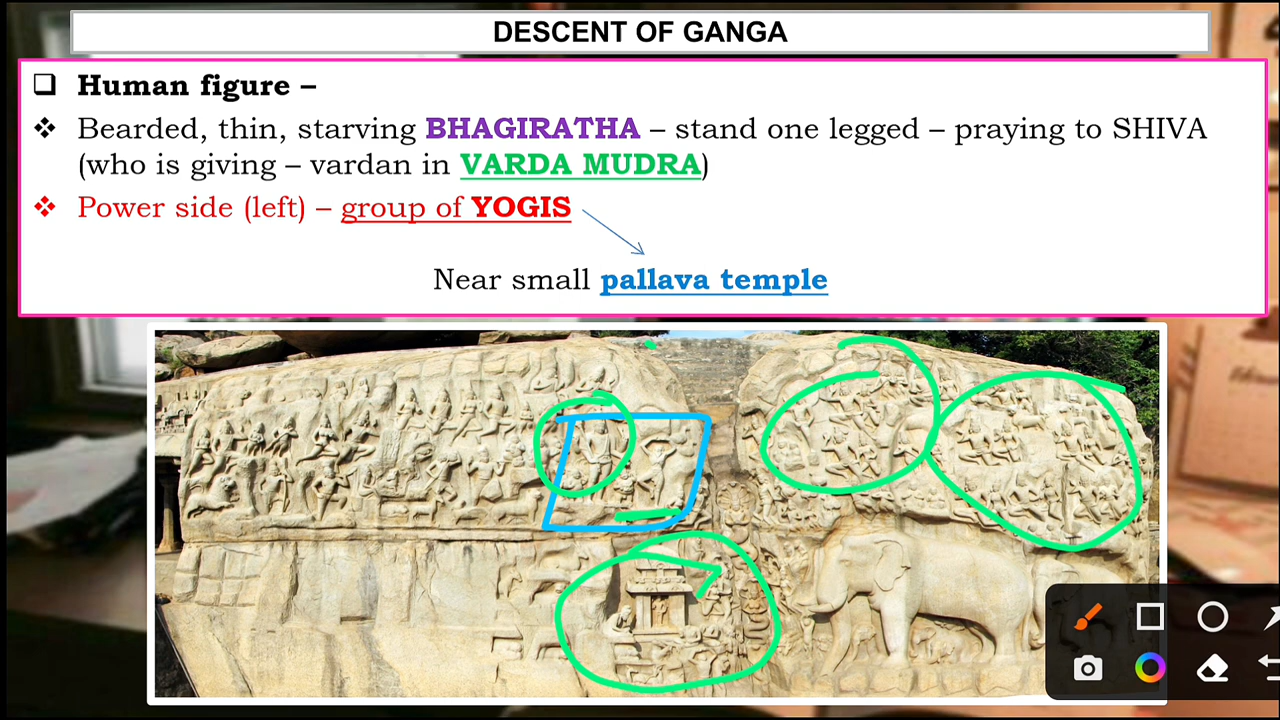 DESCENT OF GANGA
❑ Human figure –
❖ Bearded, thin, starving BHAGIRATHA – stand one legged – praying to SHIVA
(who is giving – vardan in VARDA MUDRA)
❖ Power side (left) – group of YOGIS
Near small pallava temple